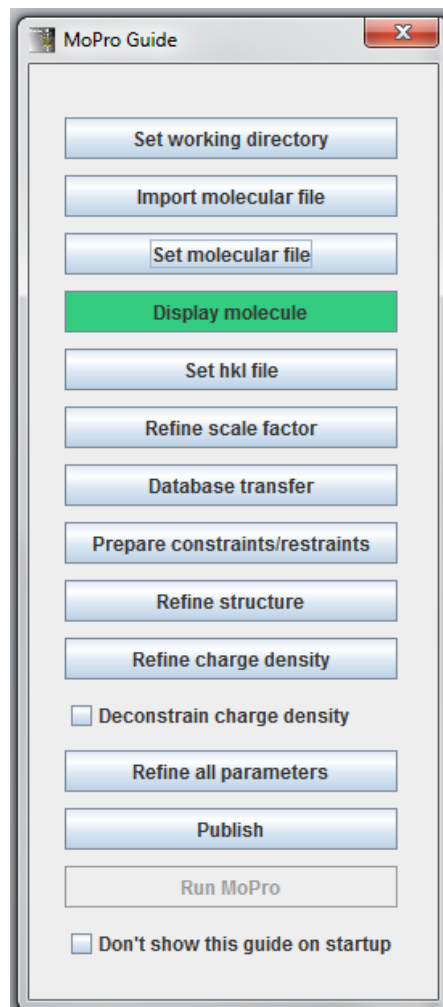 MoPro Guide
Set working directory
Import molecular file
Set molecular file
Display molecule
Set hkl file
Refine scale factor
Database transfer
Prepare constraints/restraints
Refine structure
Refine charge density
Deconstrain charge density
Refine all parameters
Publish
Run MoPro
Don't show this guide on startup